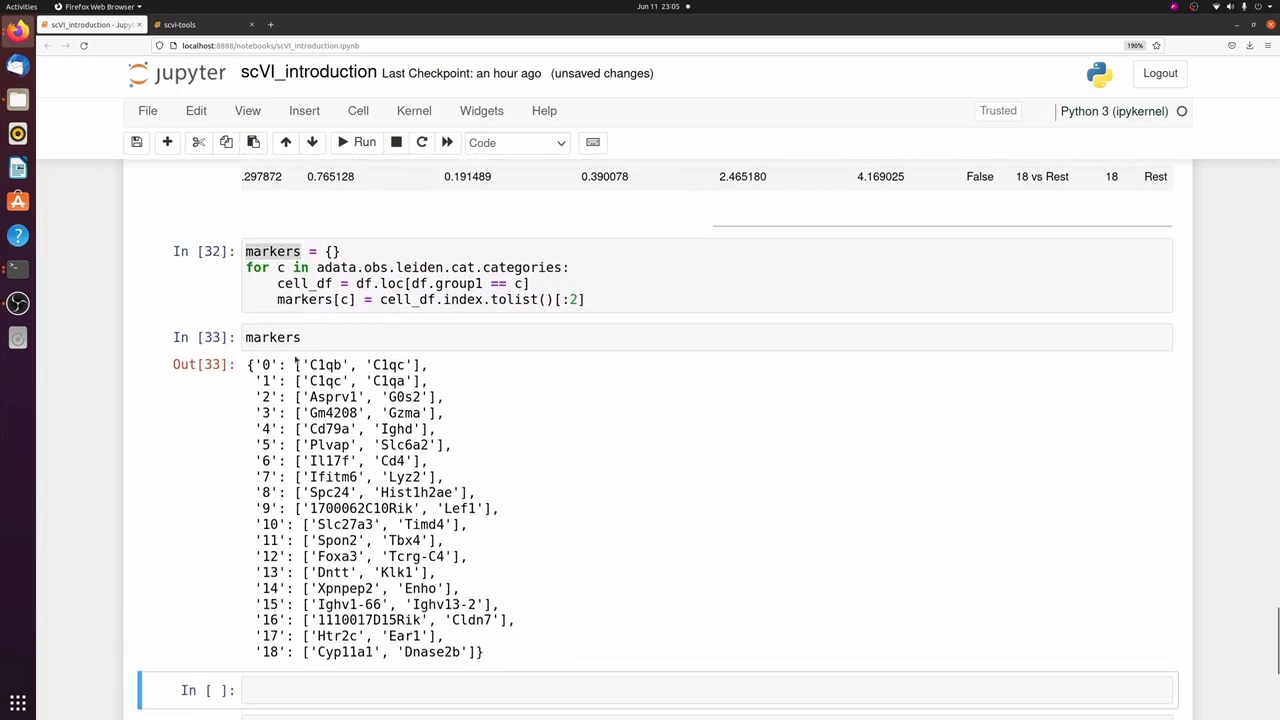 Activities Firefox Web Browser Jun 11 23:05
scVI_introduction - Jupyt scvi-tools
localhost:8888/notebooks/scVI_introduction.ipynb 190%
jupyter scVI_introduction Last Checkpoint: an hour ago (unsaved changes) Logout
File Edit View Insert Cell Kernel Widgets Help Trusted Python 3 (ipykernel)
Run Code
.297872 0.765128 0.191489 0.390078 2.465180 4.169025 False 18 vs Rest 18 Rest
In [32]: markers = {}
for c in adata.obs.leiden.cat.categories:
cell_df = df.loc[df.group1 == c]
markers[c] = cell_df.index.tolist()[:2]
In [33]: markers
Out[33]: {'0': ['C1qb', 'C1qc'],
'1': ['C1qc', 'C1qa'],
'2': ['Asprv1', 'G0s2'],
'3': ['Gm4208', 'Gzma'],
'4': ['Cd79a', 'Ighd'],
'5': ['Plvap', 'Slc6a2'],
'6': ['Il17f', 'Cd4'],
'7': ['Ifitm6', 'Lyz2'],
'8': ['Spc24', 'Hist1h2ae'],
'9': ['1700062C10Rik', 'Lef1'],
'10': ['Slc27a3', 'Timd4'],
'11': ['Spon2', 'Tbx4'],
'12': ['Foxa3', 'Tcrg-C4'],
'13': ['Dntt', 'Klk1'],
'14': ['Xpnpep2', 'Enho'],
'15': ['Ighv1-66', 'Ighv13-2'],
'16': ['1110017D15Rik', 'Cldn7'],
'17': ['Htr2c', 'Ear1'],
'18': ['Cyp11a1', 'Dnase2b']}
In [ ]: